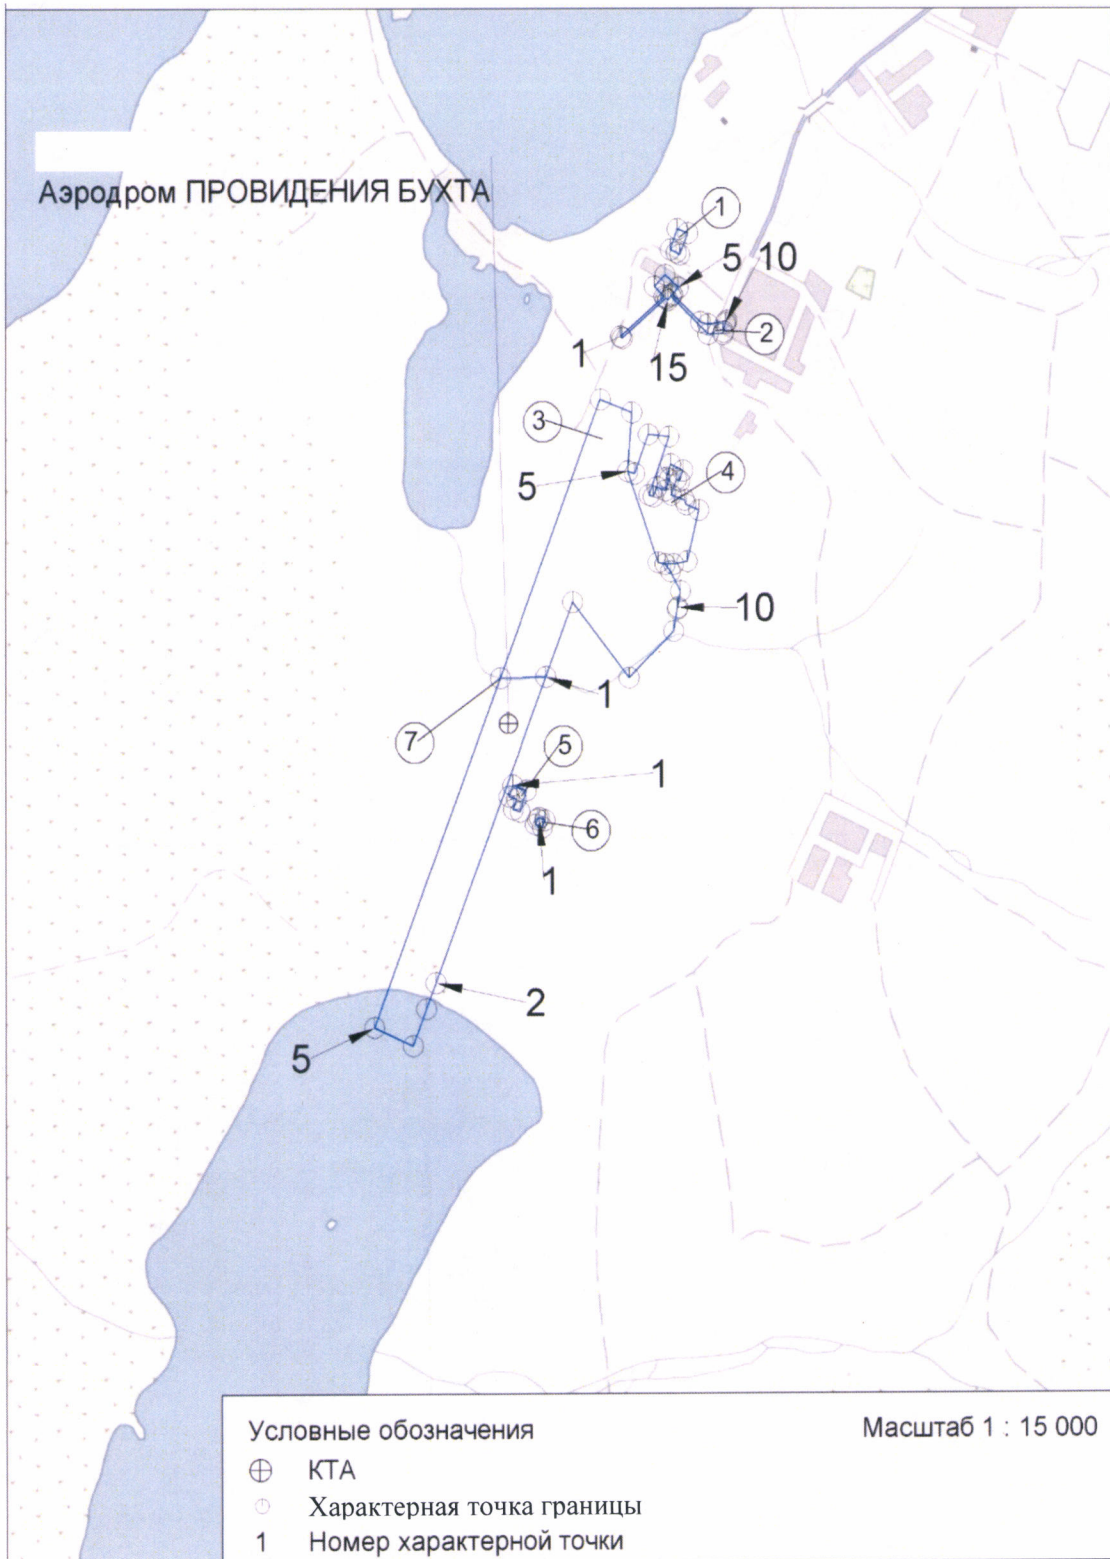 Аэродром ПРОВИДЕНИЯ БУХТА
1
5 10
2
1
15
3
4
5
10
1
7
5
1
6
1
2
5
Условные обозначения
Масштаб 1 : 15 000
КТА
Характерная точка границы
1 Номер характерной точки